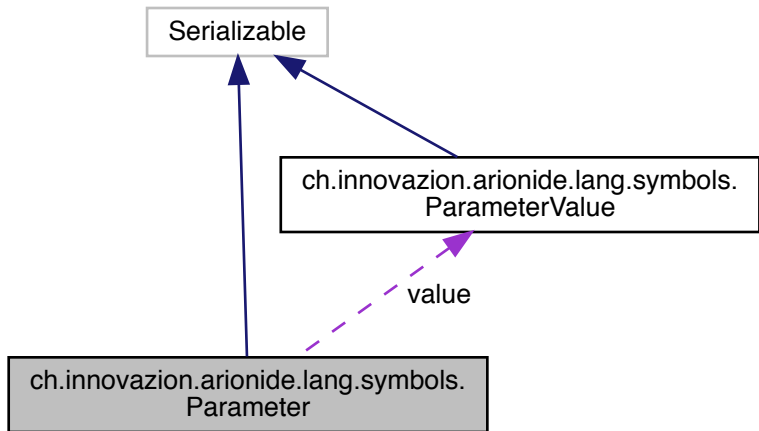 Serializable
ch.innovazion.arionide.lang.symbols.
ParameterValue
value
ch.innovazion.arionide.lang.symbols.
Parameter